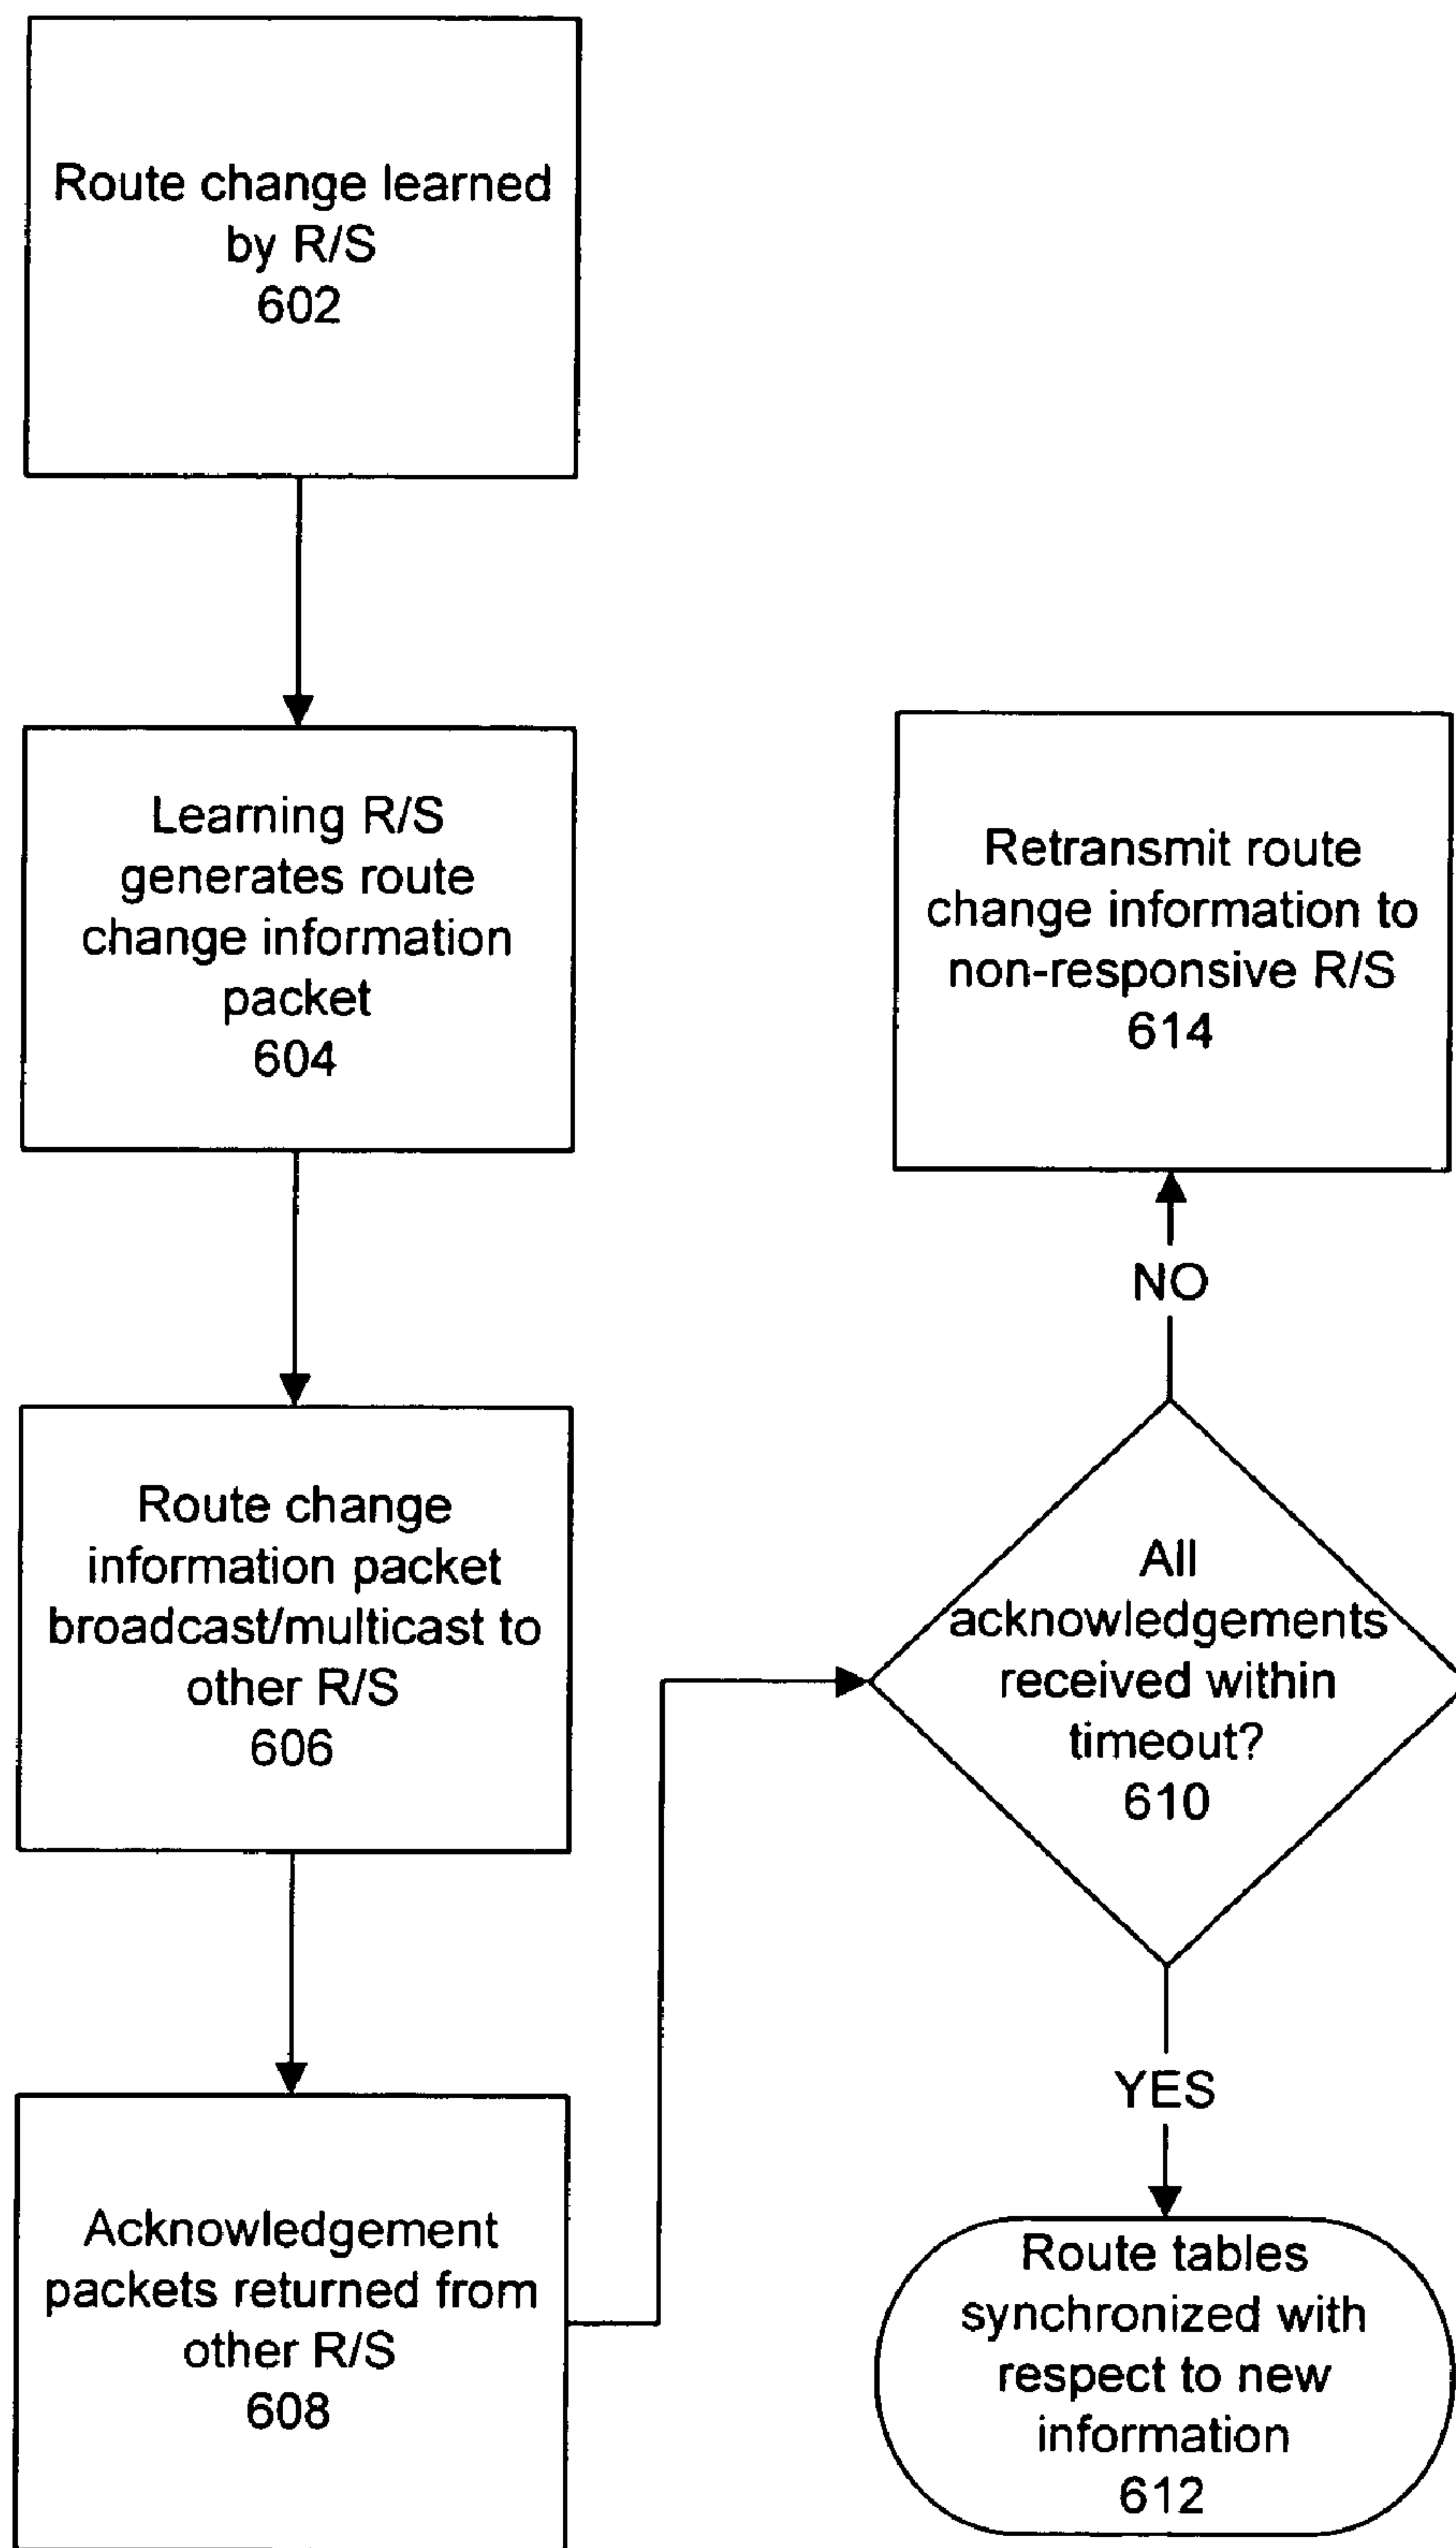 Route change learned
by R/S
602
Learning R/S
generates route
change information
packet
604
Route change
information packet
broadcast/multicast to
other R/S
606
Acknowledgement
packets returned from
other R/S
608
Retransmit route
change information to
non-responsive R/S
614
NO
All
acknowledgements
received within
timeout?
610
YES
Route tables
synchronized with
respect to new
information
612